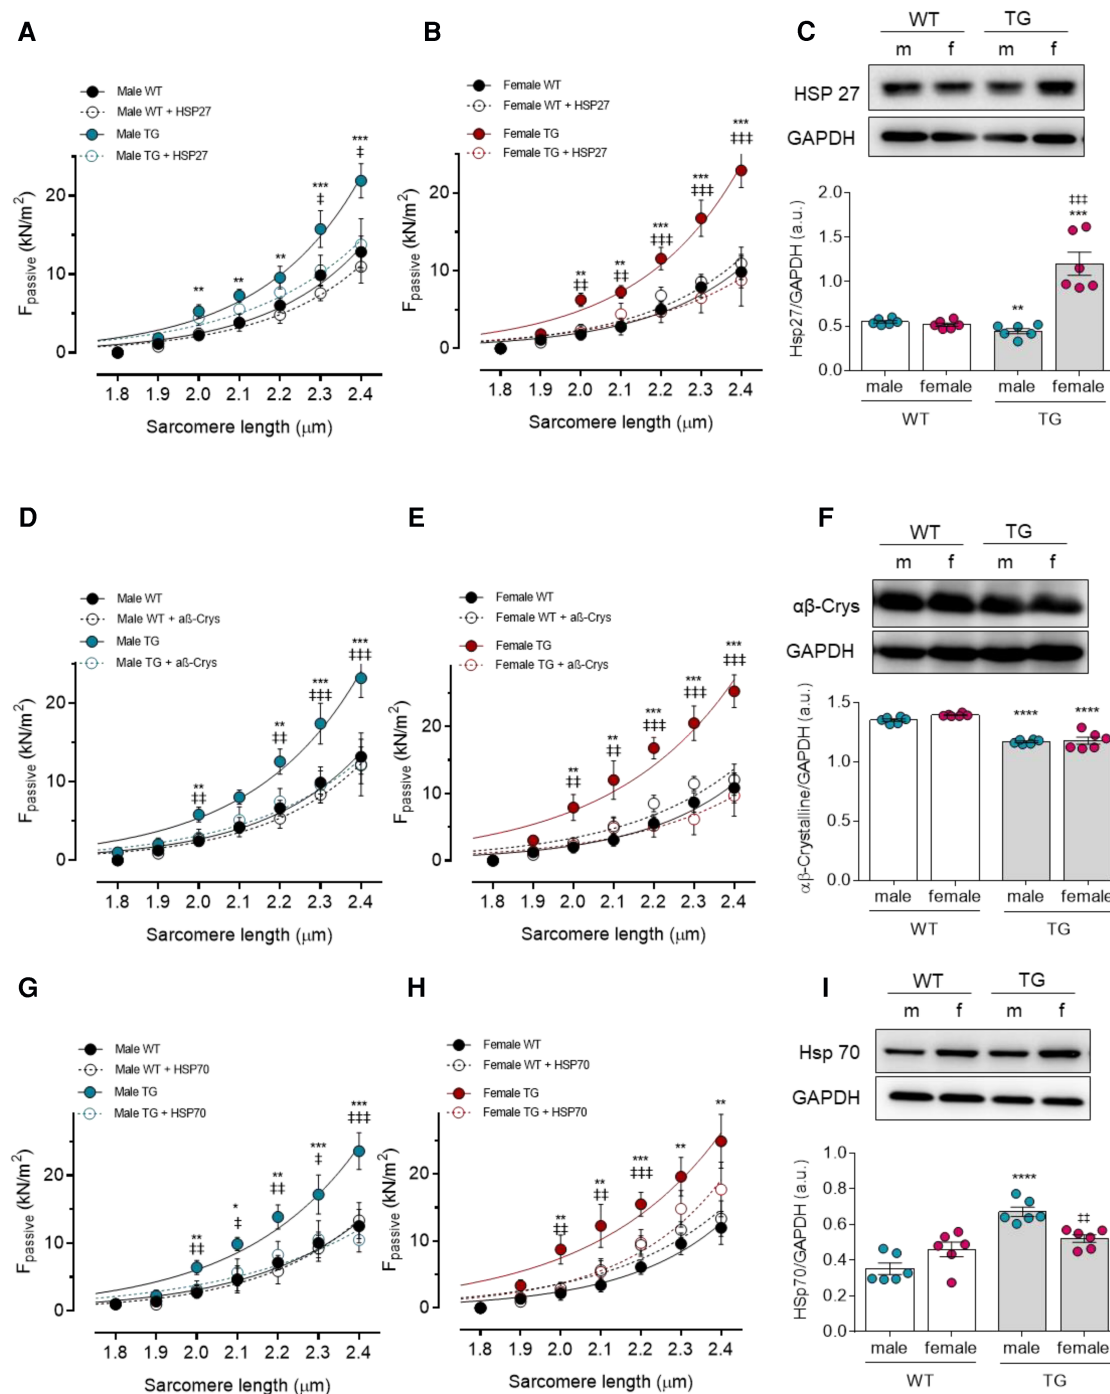 A
Male WT
Male WT + HSP27
Male TG
Male TG + HSP27
***
‡
***
‡
**
**
**
20
10
0
Fpassive (kN/m2)
1.8 1.9 2.0 2.1 2.2 2.3 2.4
Sarcomere length (μm)
B
Female WT
Female WT + HSP27
Female TG
Female TG + HSP27
***
‡‡‡
***
‡‡‡
***
‡‡‡
**
‡‡
**
‡‡
20
10
0
Fpassive (kN/m2)
1.8 1.9 2.0 2.1 2.2 2.3 2.4
Sarcomere length (μm)
C
WT TG
m f m f
HSP 27
GAPDH
2.0
1.5
1.0
0.5
0.0
Hsp27/GAPDH (a.u.)
‡‡‡
***
**
male female male female
WT TG
D
Male WT
Male WT + aß-Crys
Male TG
Male TG + aß-Crys
***
‡‡‡
***
‡‡‡
**
‡‡
**
‡‡
20
10
0
Fpassive (kN/m2)
1.8 1.9 2.0 2.1 2.2 2.3 2.4
Sarcomere length (μm)
E
Female WT
Female WT + aß-Crys
Female TG
Female TG + aß-Crys
***
‡‡‡
***
‡‡‡
***
‡‡‡
**
‡‡
**
‡‡
20
10
0
Fpassive (kN/m2)
1.8 1.9 2.0 2.1 2.2 2.3 2.4
Sarcomere length (μm)
F
WT TG
m f m f
αβ-Crys
GAPDH
1.5
1.0
0.5
0.0
αβ-Crystalline/GAPDH (a.u.)
**** ****
male female male female
WT TG
G
Male WT
Male WT + HSP70
Male TG
Male TG + HSP70
***
‡‡‡
***
‡
**
‡‡
*
‡
**
‡‡
20
10
0
Fpassive (kN/m2)
1.8 1.9 2.0 2.1 2.2 2.3 2.4
Sarcomere length (μm)
H
Female WT
Female WT + HSP70
Female TG
Female TG + HSP70
**
**
***
‡‡‡
**
‡‡
**
‡‡
20
10
0
Fpassive (kN/m2)
1.8 1.9 2.0 2.1 2.2 2.3 2.4
Sarcomere length (μm)
I
WT TG
m f m f
Hsp 70
GAPDH
0.8
0.6
0.4
0.2
0.0
HSp70/GAPDH (a.u.)
****
‡‡
male female male female
WT TG